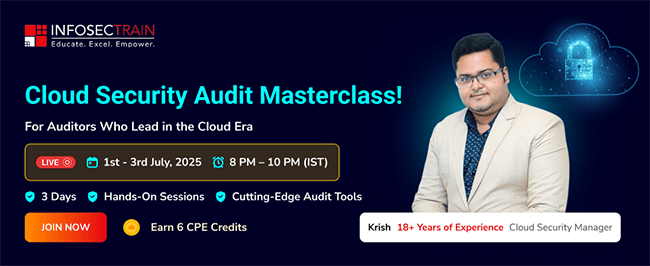 INFOSECTRAIN
Educate. Excel. Empower.
Cloud Security Audit Masterclass!
For Auditors Who Lead in the Cloud Era
LIVE 1st - 3rd July, 2025 8 PM – 10 PM (IST)
3 Days Hands-On Sessions Cutting-Edge Audit Tools
JOIN NOW Earn 6 CPE Credits
Krish 18+ Years of Experience Cloud Security Manager